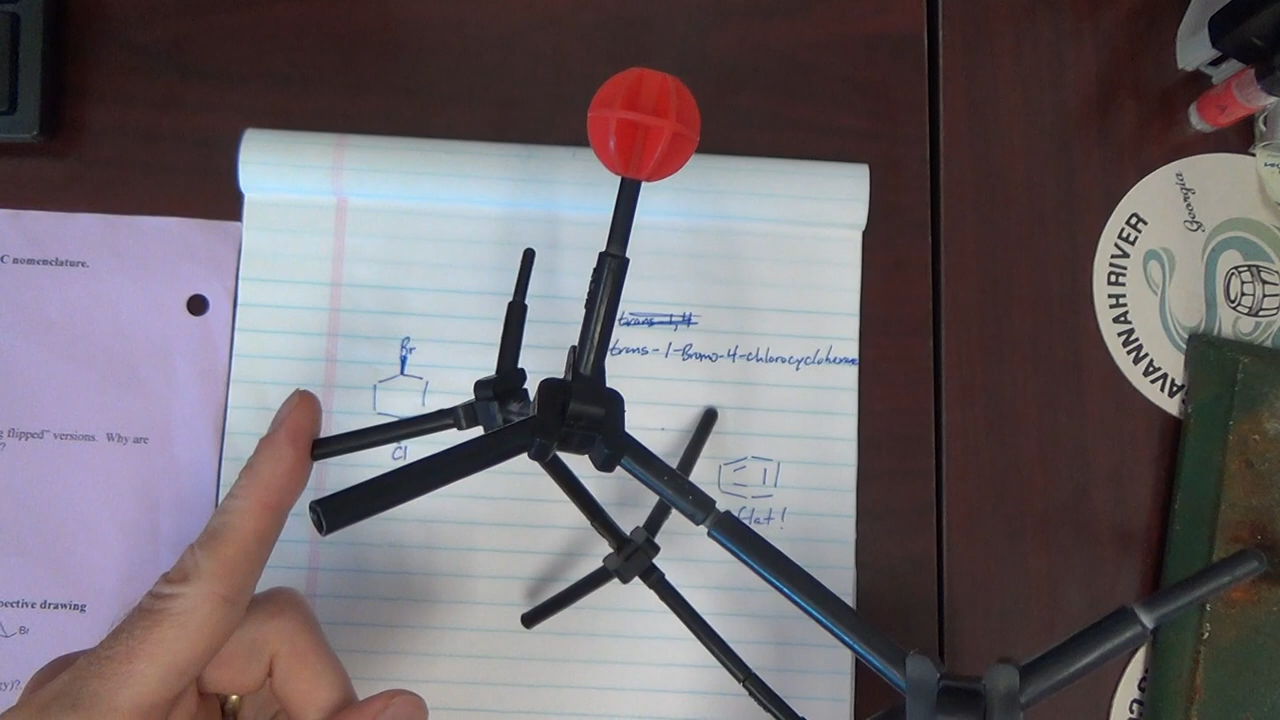 C nomenclature.
g flipped" versions. Why are
?
pective drawing
Br
gy)?
Br
Cl
trans-1,4
trans-1-Bromo-4-chlorocyclohexane
flat!
Georgia
SAVANNAH RIVER